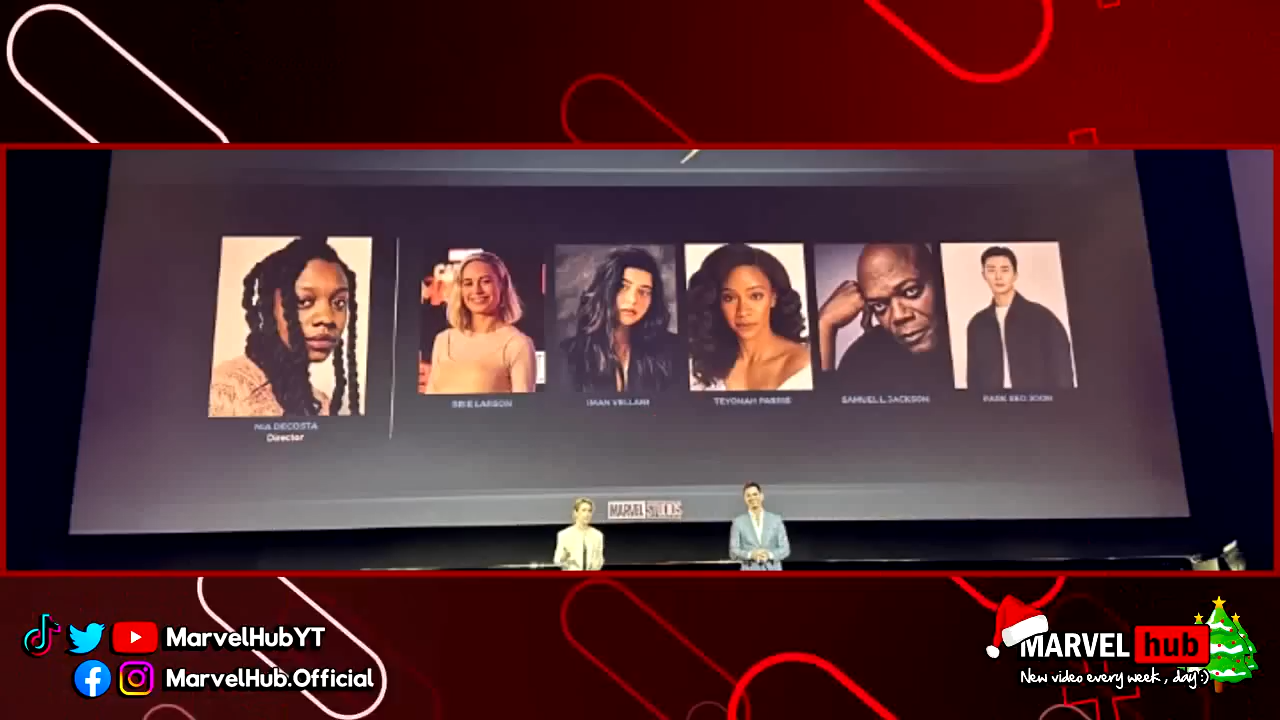 NIA DECOSTA
Director
BRIE LARSON
IMAN VELLANI
TEYONAH PARRIS
SAMUEL L. JACKSON
PARK SEO JOON
MARVEL STUDIOS
MarvelHubYT
MarvelHub.Official
MARVEL hub
New video every week , day :)